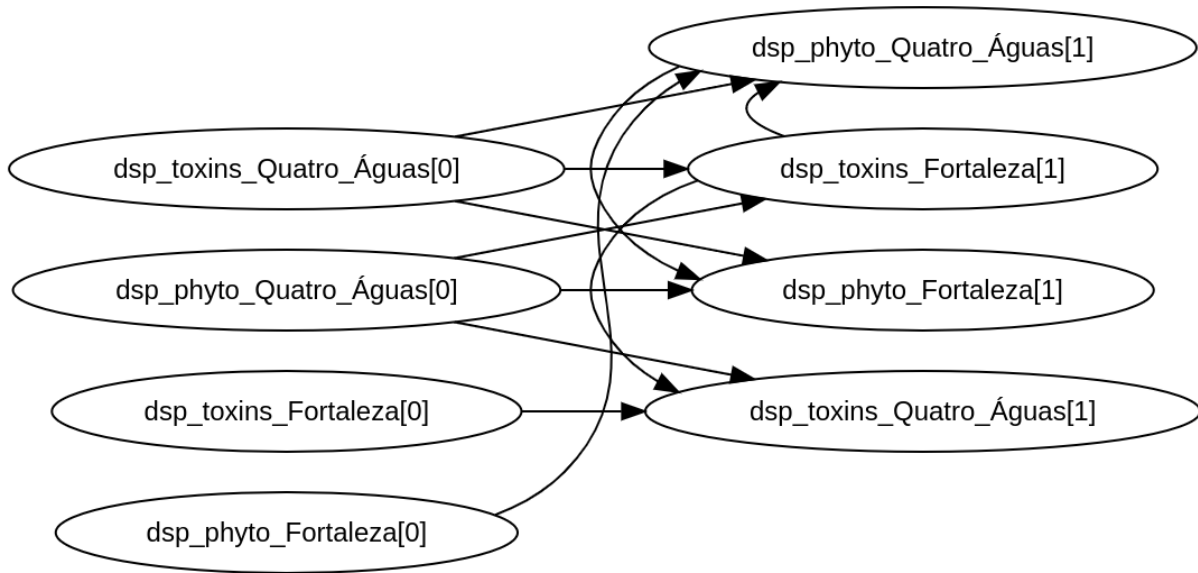 dsp_phyto_Quatro_Águas[1]
dsp_toxins_Quatro_Águas[0]
dsp_toxins_Fortaleza[1]
dsp_phyto_Quatro_Águas[0]
dsp_phyto_Fortaleza[1]
dsp_toxins_Fortaleza[0]
dsp_toxins_Quatro_Águas[1]
dsp_phyto_Fortaleza[0]